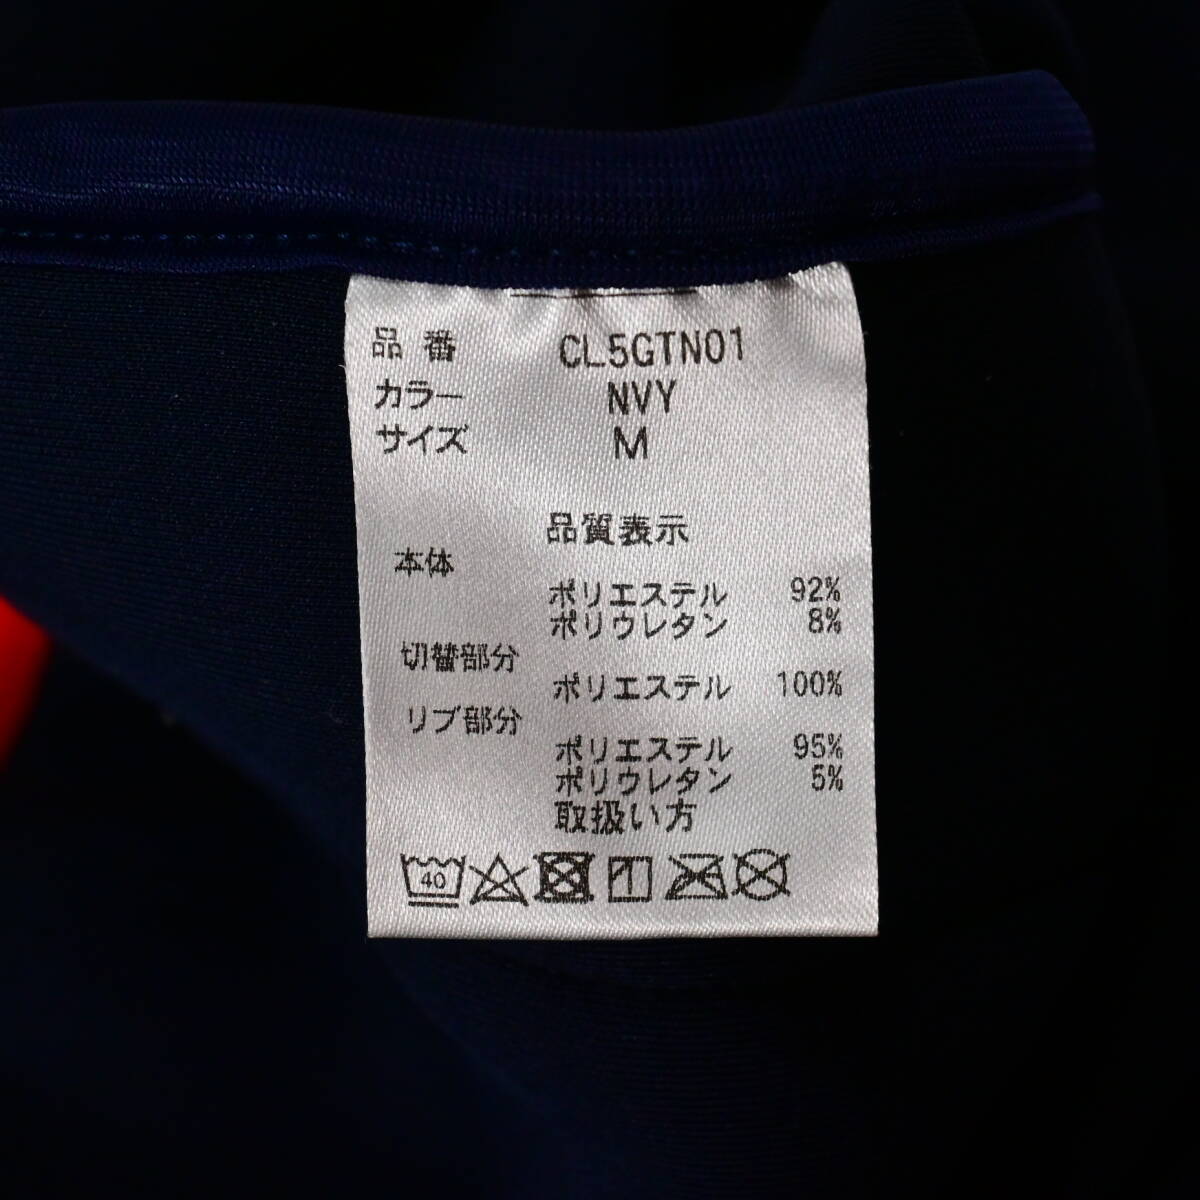 品番 CL5GTN01
カラー NVY
サイズ M
品質表示
本体
ポリエステル 92%
ポリウレタン 8%
切替部分
ポリエステル 100%
リブ部分
ポリエステル 95%
ポリウレタン 5%
取扱い方
40